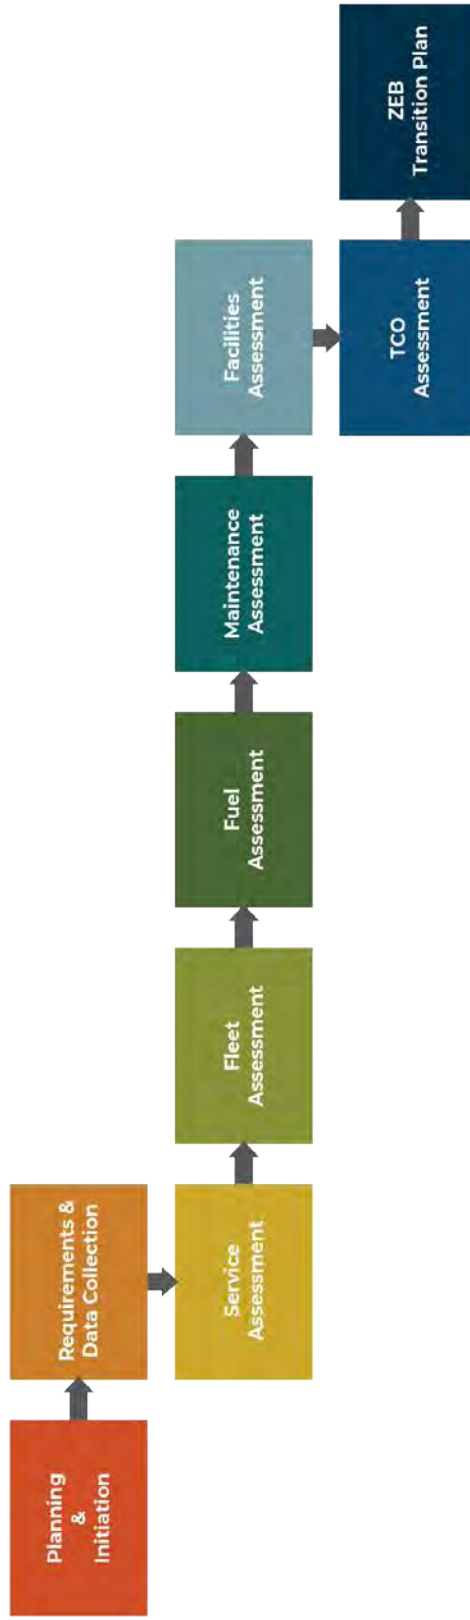 Planning
&
Initiation
Requirements &
Data Collection
Service
Assessment
Fleet
Assessment
Fuel
Assessment
Maintenance
Assessment
Facilities
Assessment
TCO
Assessment
ZEB
Transition Plan